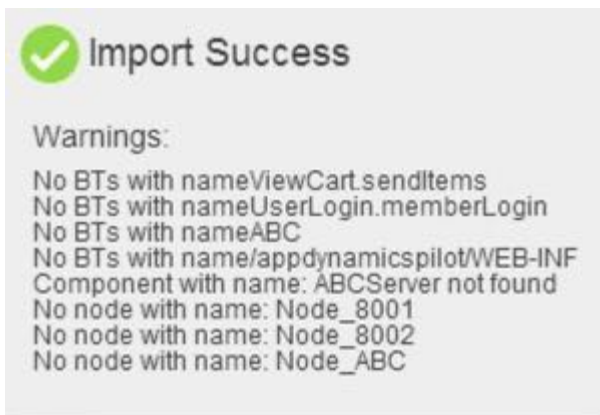 Import Success
Warnings:
No BTs with nameViewCart.sendItems
No BTs with nameUserLogin.memberLogin
No BTs with nameABC
No BTs with name/appdynamicspilot/WEB-INF
Component with name: ABCServer not found
No node with name: Node_8001
No node with name: Node_8002
No node with name: Node_ABC